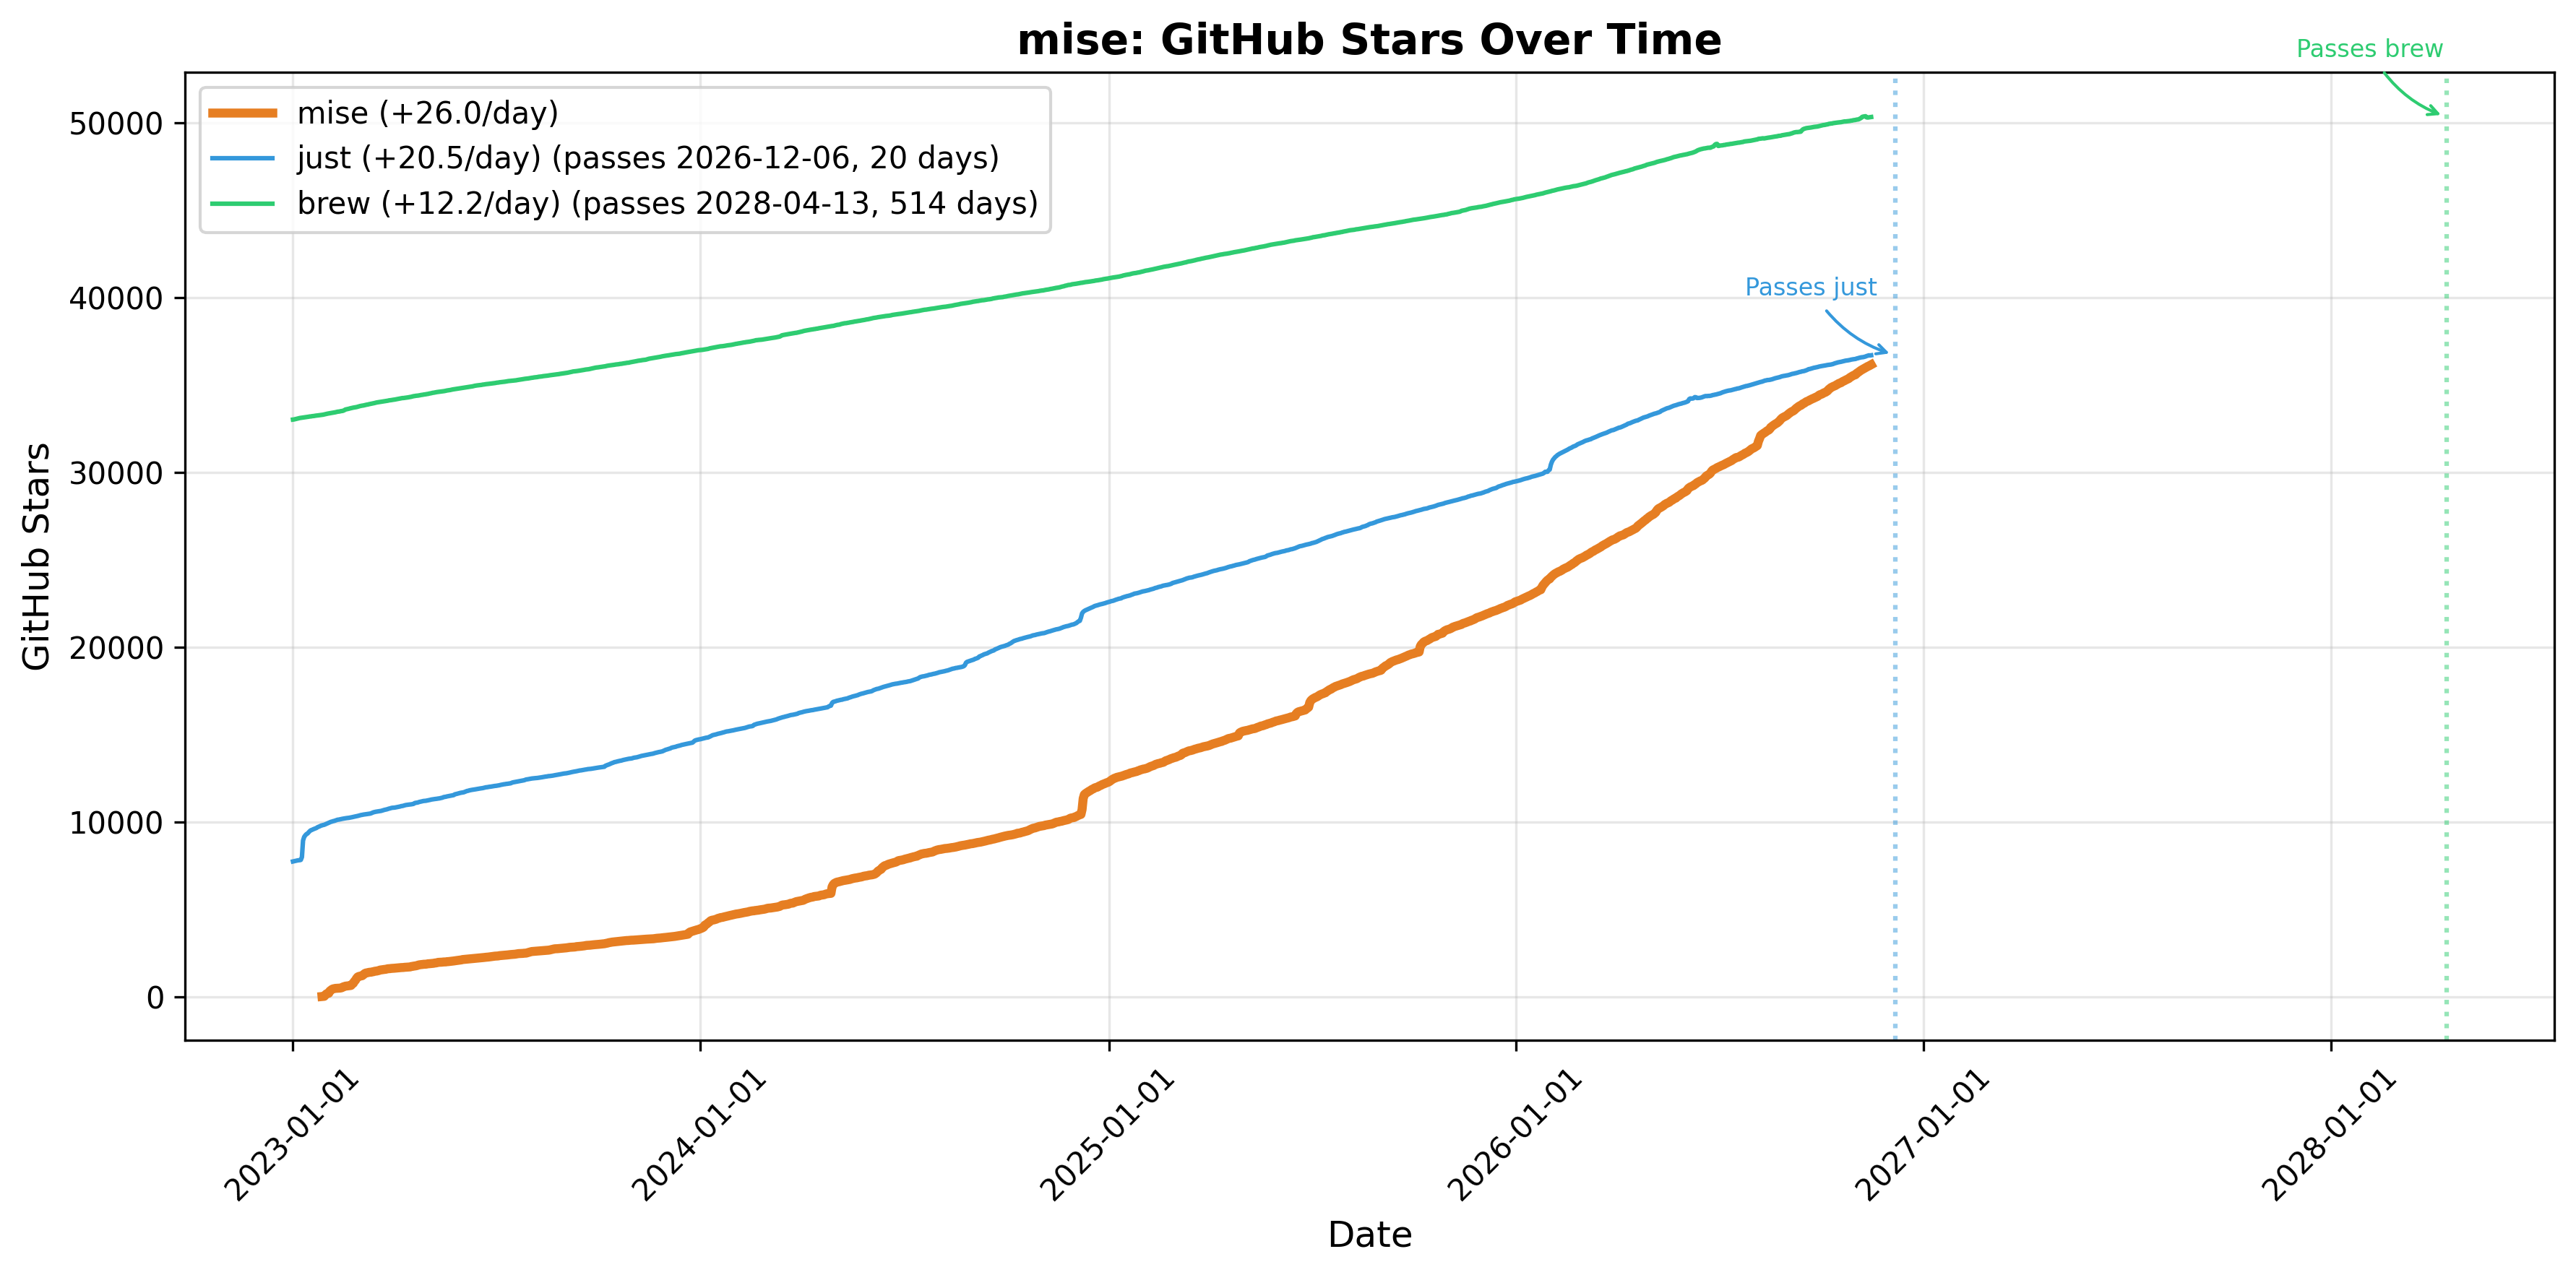 mise: GitHub Stars Over Time
Passes brew
mise (+26.0/day)
just (+20.5/day) (passes 2026-12-06, 20 days)
brew (+12.2/day) (passes 2028-04-13, 514 days)
Passes just
GitHub Stars
50000
40000
30000
20000
10000
0
2023-01-01
2024-01-01
2025-01-01
2026-01-01
2027-01-01
2028-01-01
Date